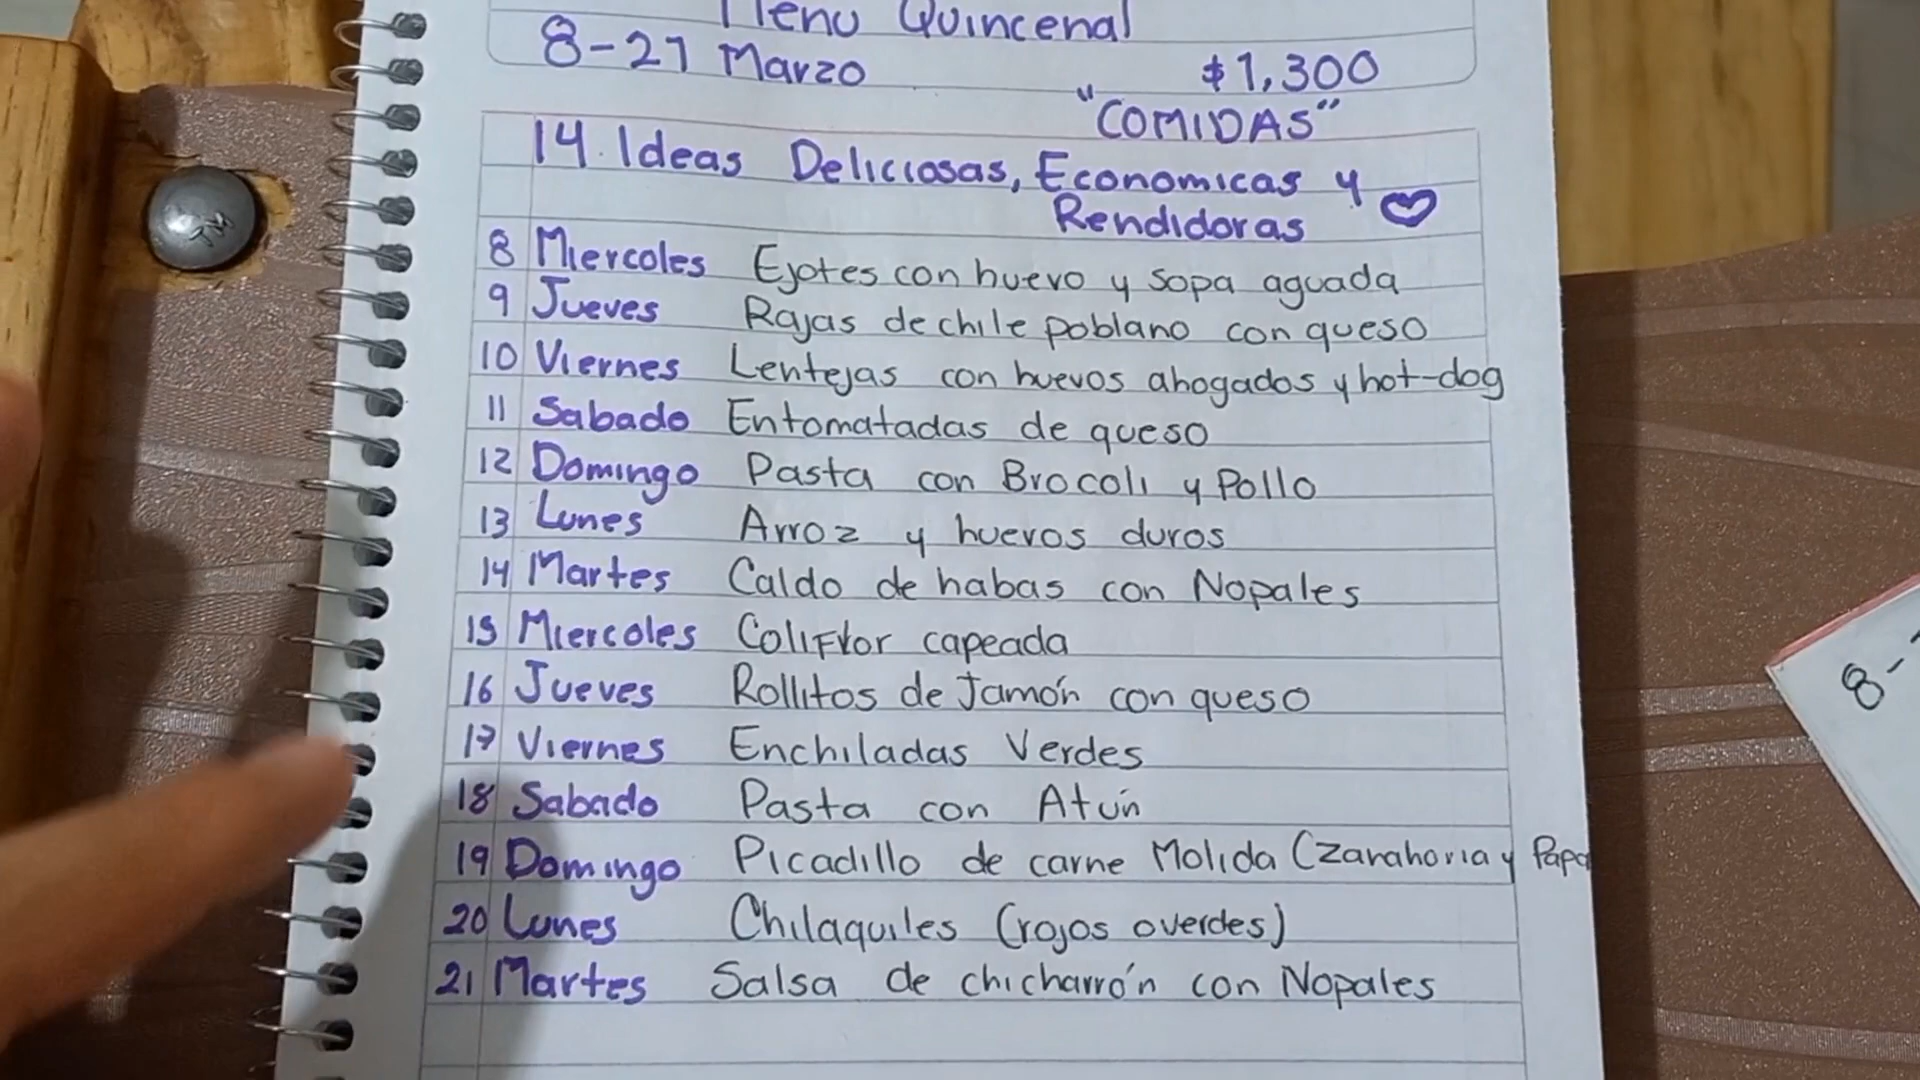 Menu Quincenal
8-21 Marzo $1,300
"COMIDAS"
14. Ideas Deliciosas, Economicas y
Rendidoras
8 Miercoles Ejotes con huevo y sopa aguada
9 Jueves Rajas de chile poblano con queso
10 Viernes Lentejas con huevos ahogados y hot-dog
11 Sabado Entomatadas de queso
12 Domingo Pasta con Brocoli y Pollo
13 Lunes Arroz y huevos duros
14 Martes Caldo de habas con Nopales
15 Miercoles Coliflor capeada
16 Jueves Rollitos de Jamón con queso
17 Viernes Enchiladas Verdes
18 Sabado Pasta con Atún
19 Domingo Picadillo de carne Molida (zanahoria y Papa
20 Lunes Chilaquiles (rojos o verdes)
21 Martes Salsa de chicharrón con Nopales
8-
TM